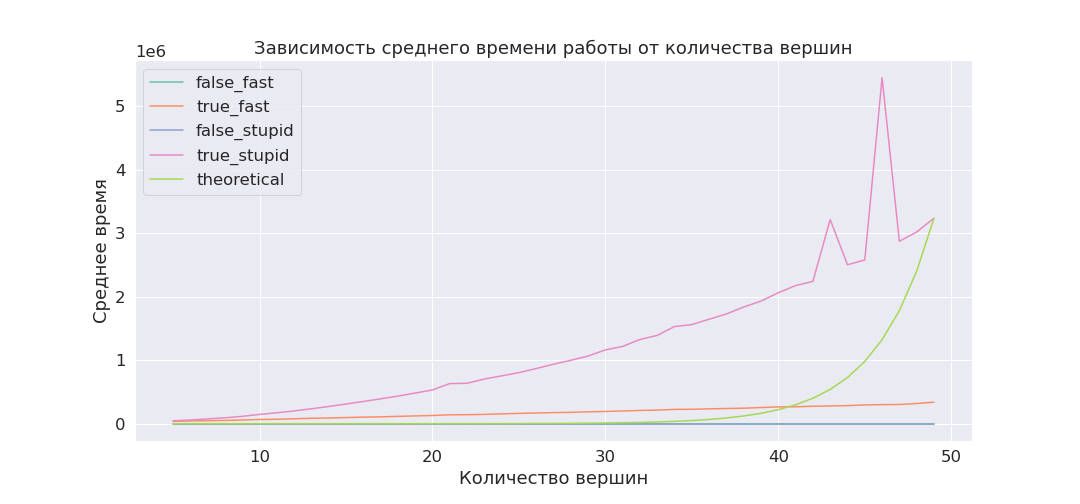 Зависимость среднего времени работы от количества вершин
1e6
false_fast
true_fast
false_stupid
true_stupid
theoretical
5
4
3
2
1
0
Среднее время
10
20
30
40
50
Количество вершин